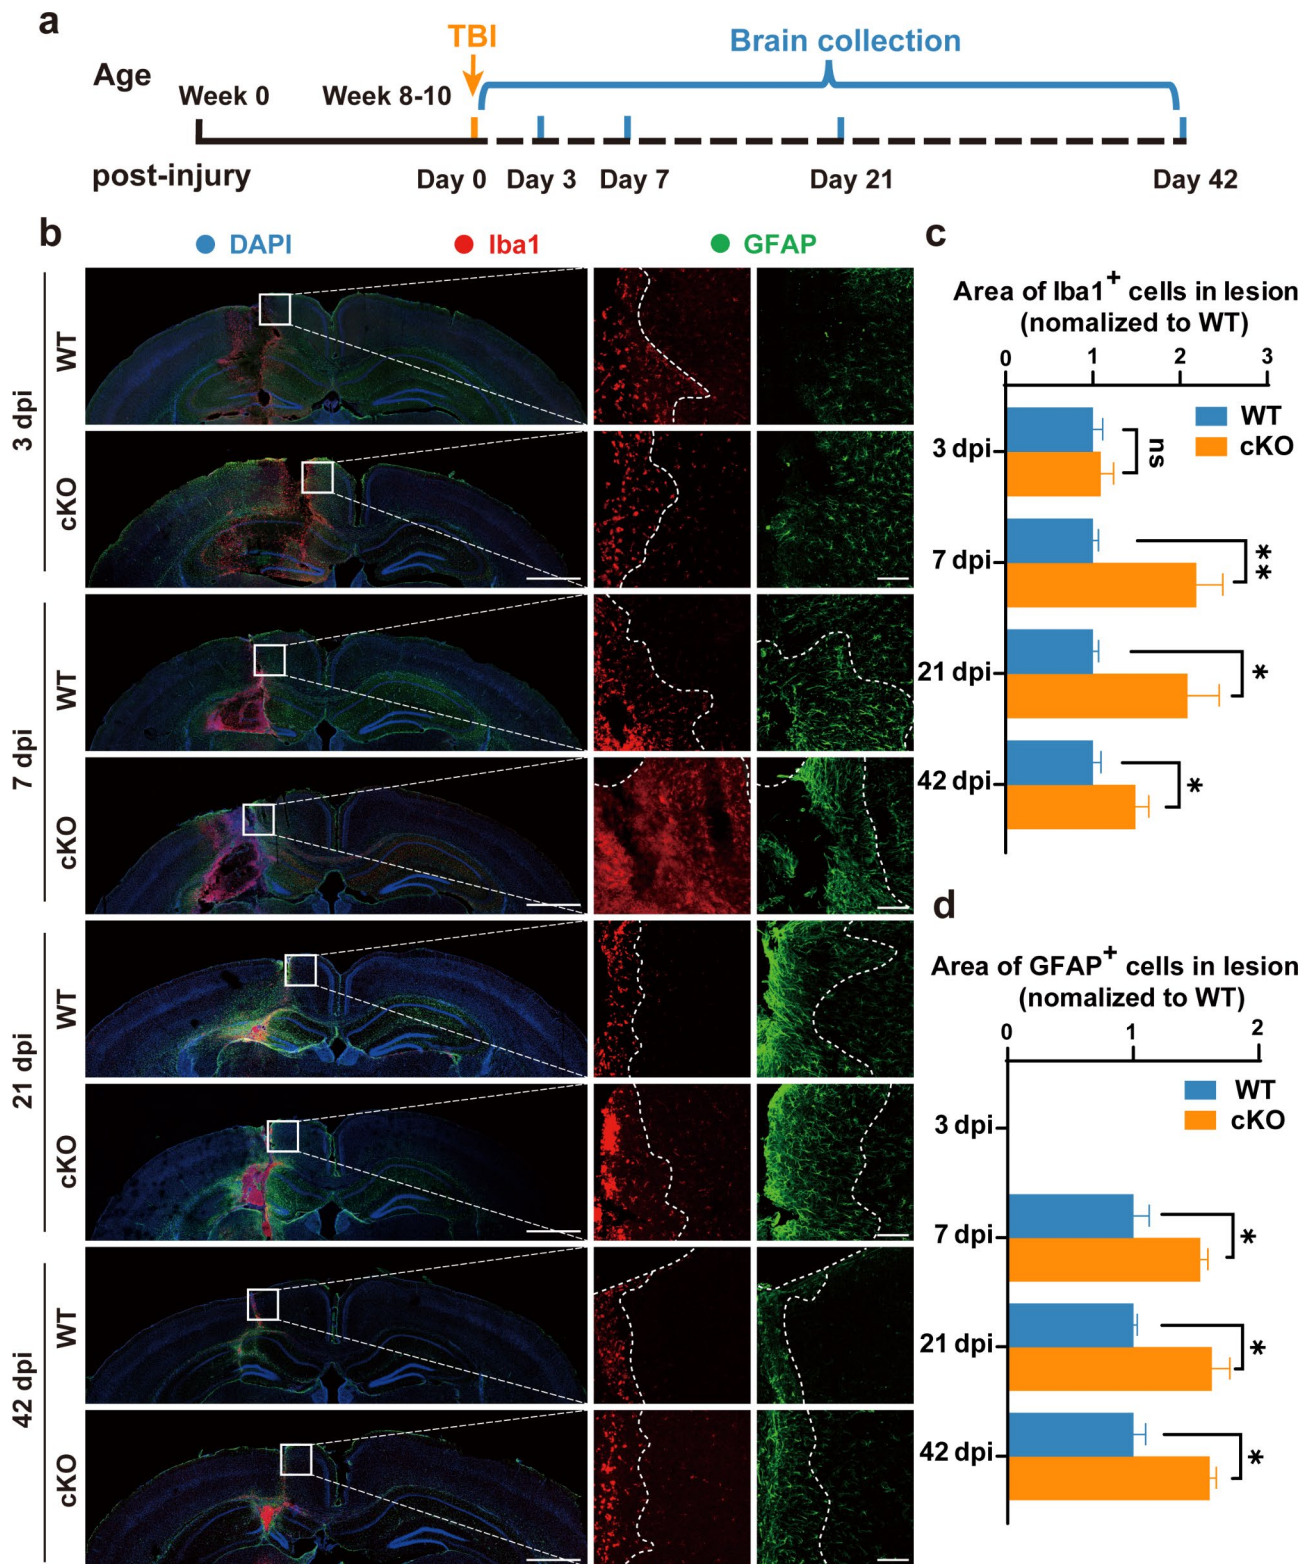 a
TBI
Brain collection
Age
Week 0
Week 8-10
post-injury
Day 0
Day 3
Day 7
Day 21
Day 42
b
DAPI
Iba1
GFAP
3 dpi
WT
cKO
7 dpi
WT
cKO
21 dpi
WT
cKO
42 dpi
WT
cKO
c
Area of Iba1+ cells in lesion
(nomalized to WT)
0 1 2 3
WT
cKO
3 dpi
ns
7 dpi
**
21 dpi
*
42 dpi
*
d
Area of GFAP+ cells in lesion
(nomalized to WT)
0 1 2
WT
cKO
3 dpi
7 dpi
*
21 dpi
*
42 dpi
*